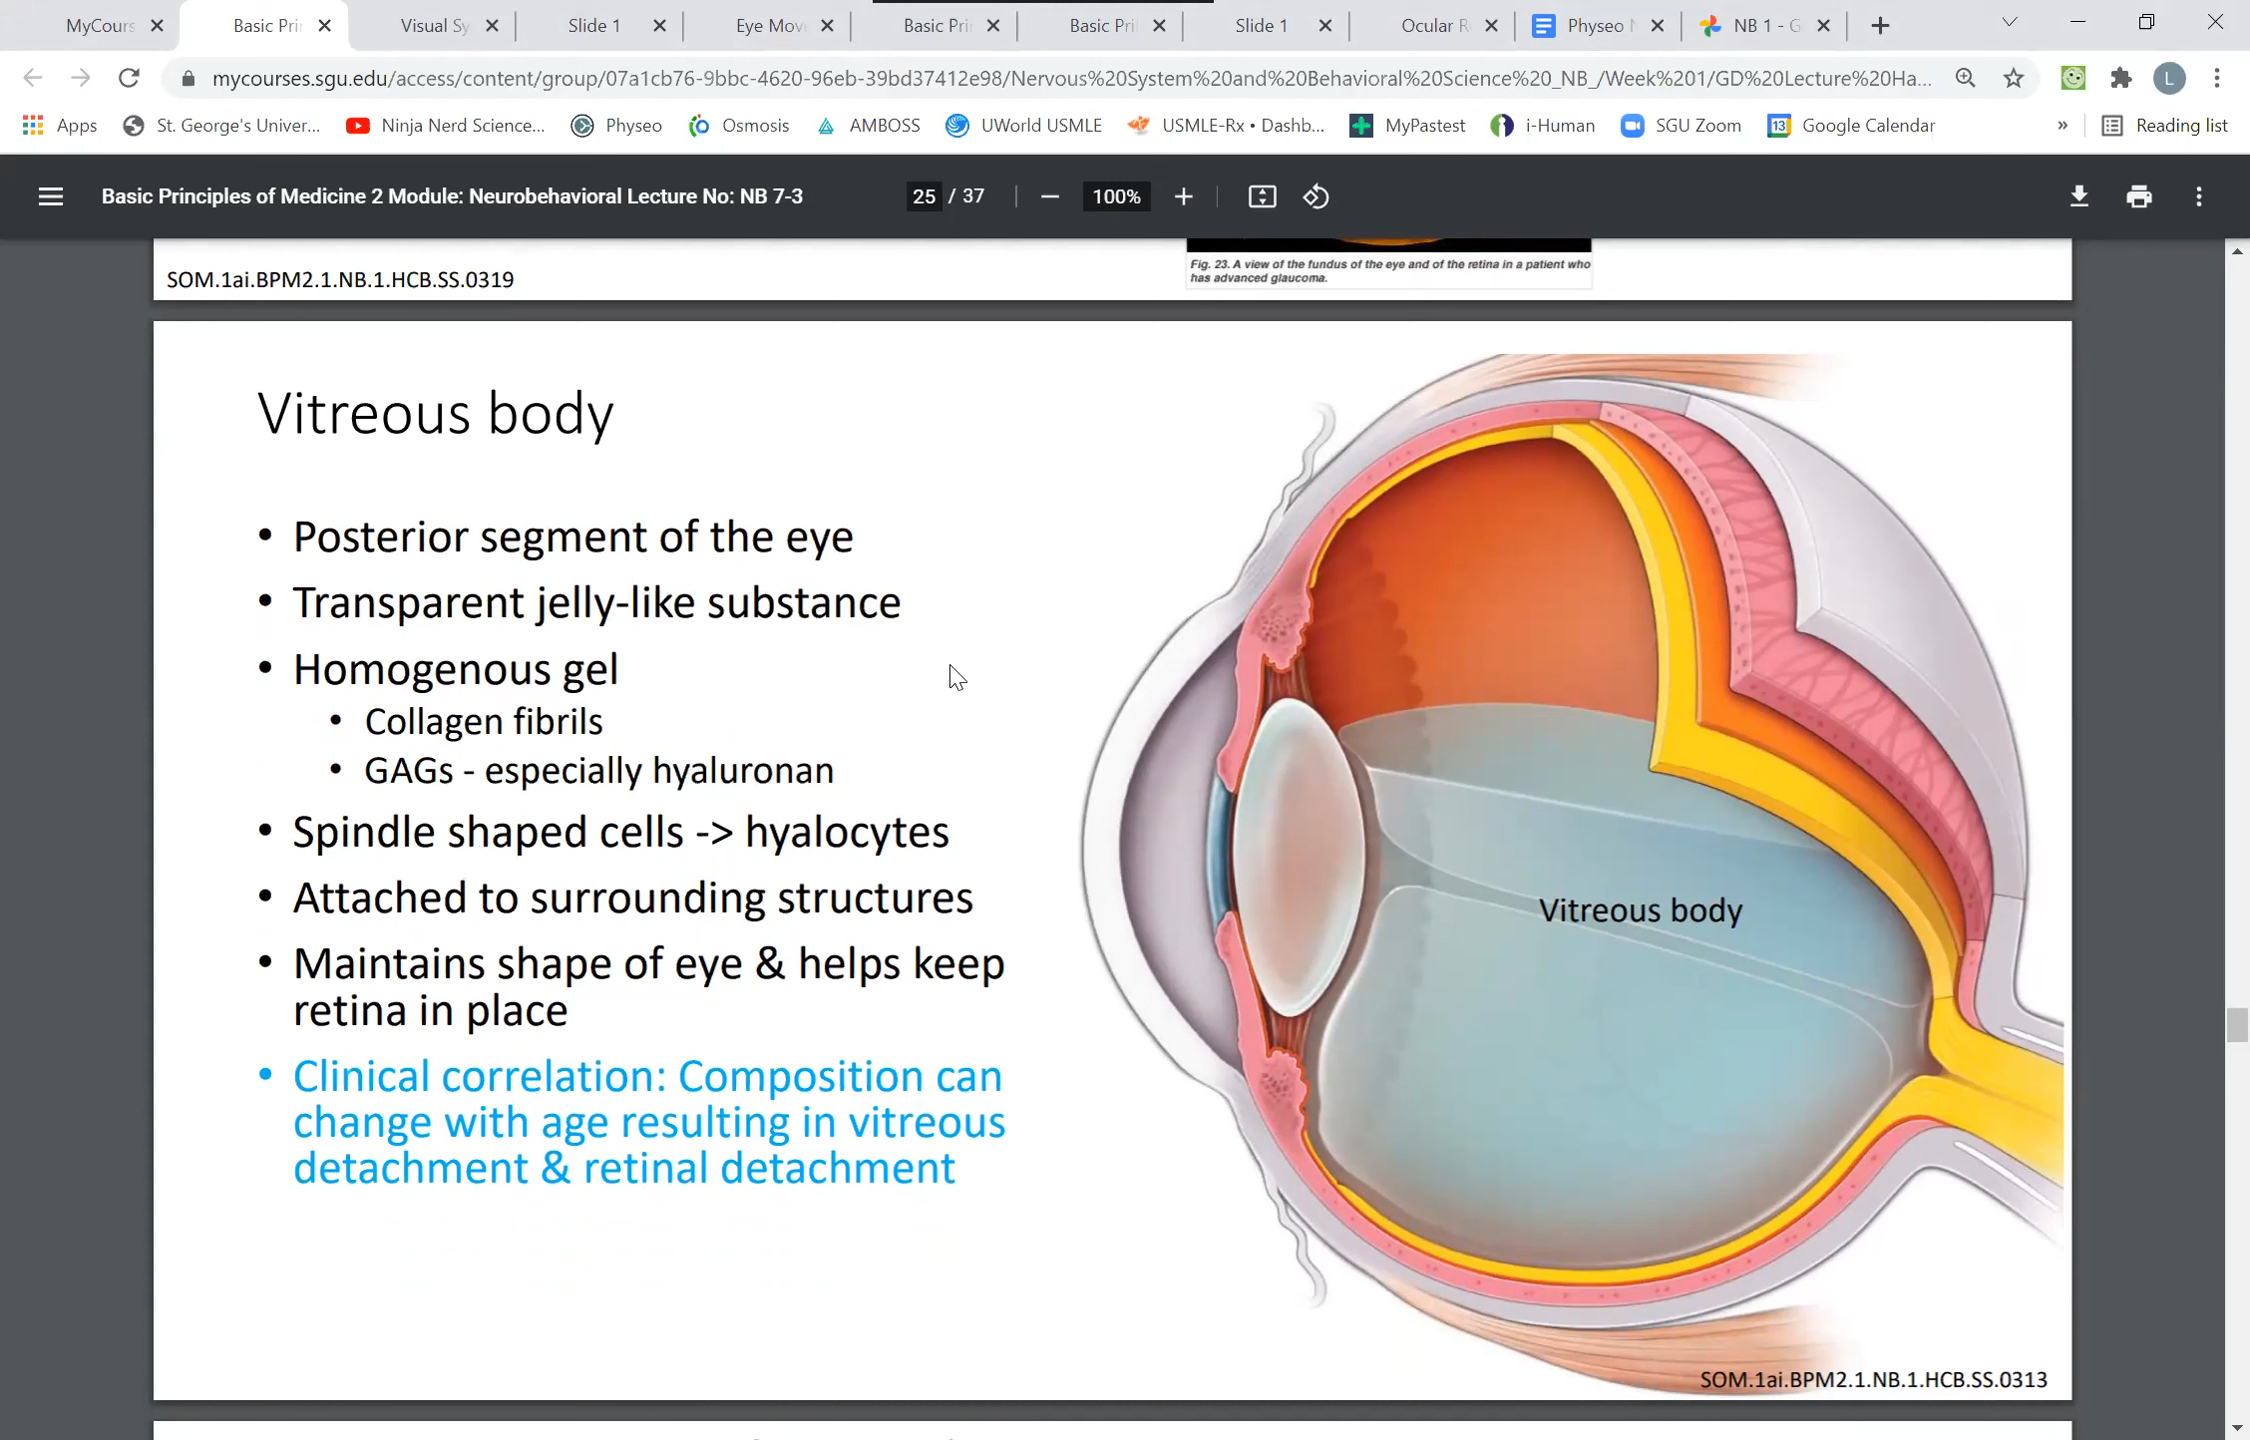 MyCours
Basic Pri
Visual Sy
Slide 1
Eye Mov
Basic Pri
Basic Pri
Slide 1
Ocular R
Physeo N
NB 1 - G
mycourses.sgu.edu/access/content/group/07a1cb76-9bbc-4620-96eb-39bd37412e98/Nervous%20System%20and%20Behavioral%20Science%20_NB_/Week%201/GD%20Lecture%20Ha...
L
Apps
St. George's Univer...
Ninja Nerd Science...
Physeo
Osmosis
AMBOSS
UWorld USMLE
USMLE-Rx • Dashb...
MyPastest
i-Human
SGU Zoom
13
Google Calendar
»
Reading list
Basic Principles of Medicine 2 Module: Neurobehavioral Lecture No: NB 7-3
25 / 37
100%
SOM.1ai.BPM2.1.NB.1.HCB.SS.0319
Fig. 23. A view of the fundus of the eye and of the retina in a patient who
has advanced glaucoma.
Vitreous body
• Posterior segment of the eye
• Transparent jelly-like substance
• Homogenous gel
• Collagen fibrils
• GAGs - especially hyaluronan
• Spindle shaped cells -> hyalocytes
• Attached to surrounding structures
• Maintains shape of eye & helps keep
retina in place
• Clinical correlation: Composition can
change with age resulting in vitreous
detachment & retinal detachment
Vitreous body
SOM.1ai.BPM2.1.NB.1.HCB.SS.0313